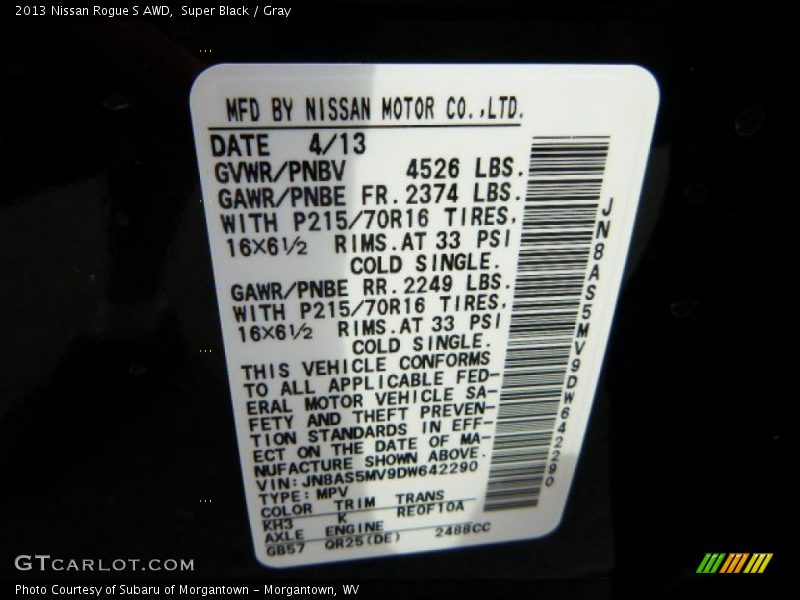 2013 Nissan Rogue S AWD, Super Black / Gray
MFD BY NISSAN MOTOR CO.,LTD.
DATE 4/13
GVWR/PNBV 4526 LBS.
GAWR/PNBE FR.2374 LBS.
WITH P215/70R16 TIRES,
16×6½ RIMS.AT 33 PSI
COLD SINGLE.
GAWR/PNBE RR.2249 LBS.
WITH P215/70R16 TIRES,
16×6½ RIMS.AT 33 PSI
COLD SINGLE.
THIS VEHICLE CONFORMS
TO ALL APPLICABLE FED-
ERAL MOTOR VEHICLE SA-
FETY AND THEFT PREVEN-
TION STANDARDS IN EFF-
ECT ON THE DATE OF MA-
NUFACTURE SHOWN ABOVE.
VIN:JN8AS5MV9DW642290
TYPE:MPV
COLOR TRIM TRANS
KH3 K RE0F10A
AXLE ENGINE
GB57 QR25(DE) 2488CC
JN8AS5MV9DW642290
GTCARLOT.COM
Photo Courtesy of Subaru of Morgantown - Morgantown, WV